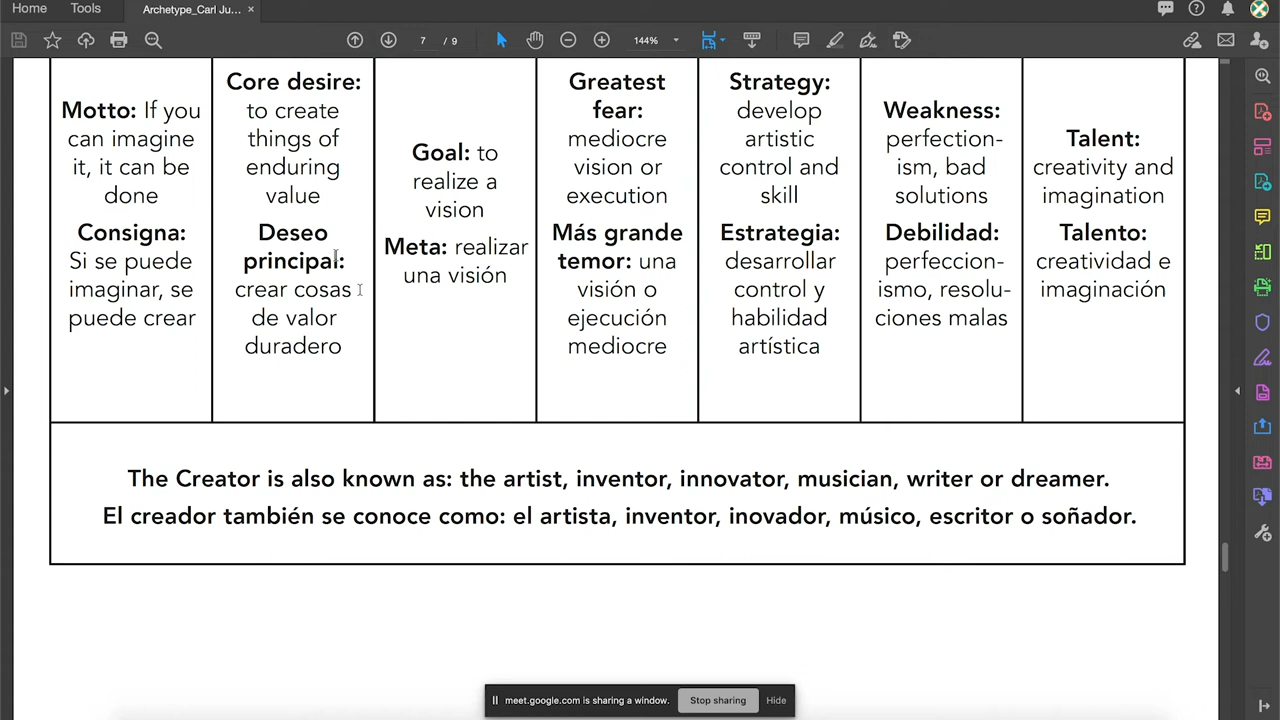 Home
Tools
Archetype_Carl Ju...
7 / 9
144%
Motto: If you
can imagine
it, it can be
done
Consigna:
Si se puede
imaginar, se
puede crear
Core desire:
to create
things of
enduring
value
Deseo
principal:
crear cosas
de valor
duradero
Goal: to
realize a
vision
Meta: realizar
una visión
Greatest
fear:
mediocre
vision or
execution
Más grande
temor: una
visión o
ejecución
mediocre
Strategy:
develop
artistic
control and
skill
Estrategia:
desarrollar
control y
habilidad
artística
Weakness:
perfection-
ism, bad
solutions
Debilidad:
perfeccion-
ismo, resolu-
ciones malas
Talent:
creativity and
imagination
Talento:
creatividad e
imaginación
The Creator is also known as: the artist, inventor, innovator, musician, writer or dreamer.
El creador también se conoce como: el artista, inventor, inovador, músico, escritor o soñador.
meet.google.com is sharing a window.
Stop sharing
Hide